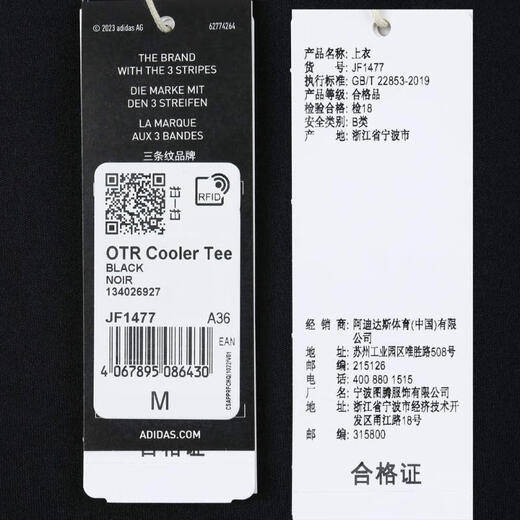 © 2023 adidas AG 62774264
THE BRAND
WITH THE 3 STRIPES
DIE MARKE MIT
DEN 3 STREIFEN
LA MARQUE
AUX 3 BANDES
三条纹品牌
RFID
OTR Cooler Tee
BLACK
NOIR
134026927
JF1477 A36
EAN
4 067895 086430
M
ADIDAS.COM
合格证
产品名称: 上衣
货 号: JF1477
执行标准: GB/T 22853-2019
产品等级: 合格品
检验合格: 检18
安全类别: B类
产 地: 浙江省宁波市
经 销 商: 阿迪达斯体育(中国)有限
公司
地 址: 苏州工业园区唯胜路508号
邮 编: 215126
电 话: 400 880 1515
厂 名: 宁波图腾服饰有限公司
地 址: 浙江省宁波市经济技术开
发区甬江路18号
邮 编: 315800
合格证